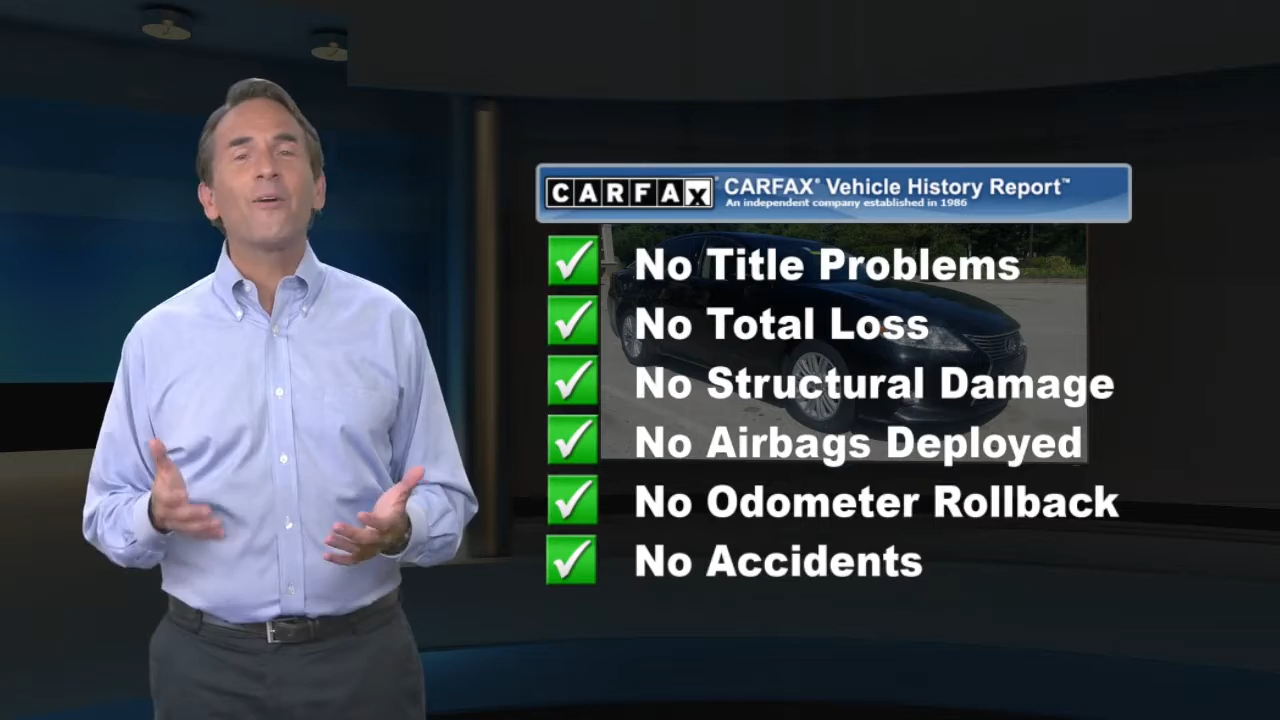 CARFAX
CARFAX® Vehicle History Report™
An independent company established in 1986
No Title Problems
No Total Loss
No Structural Damage
No Airbags Deployed
No Odometer Rollback
No Accidents